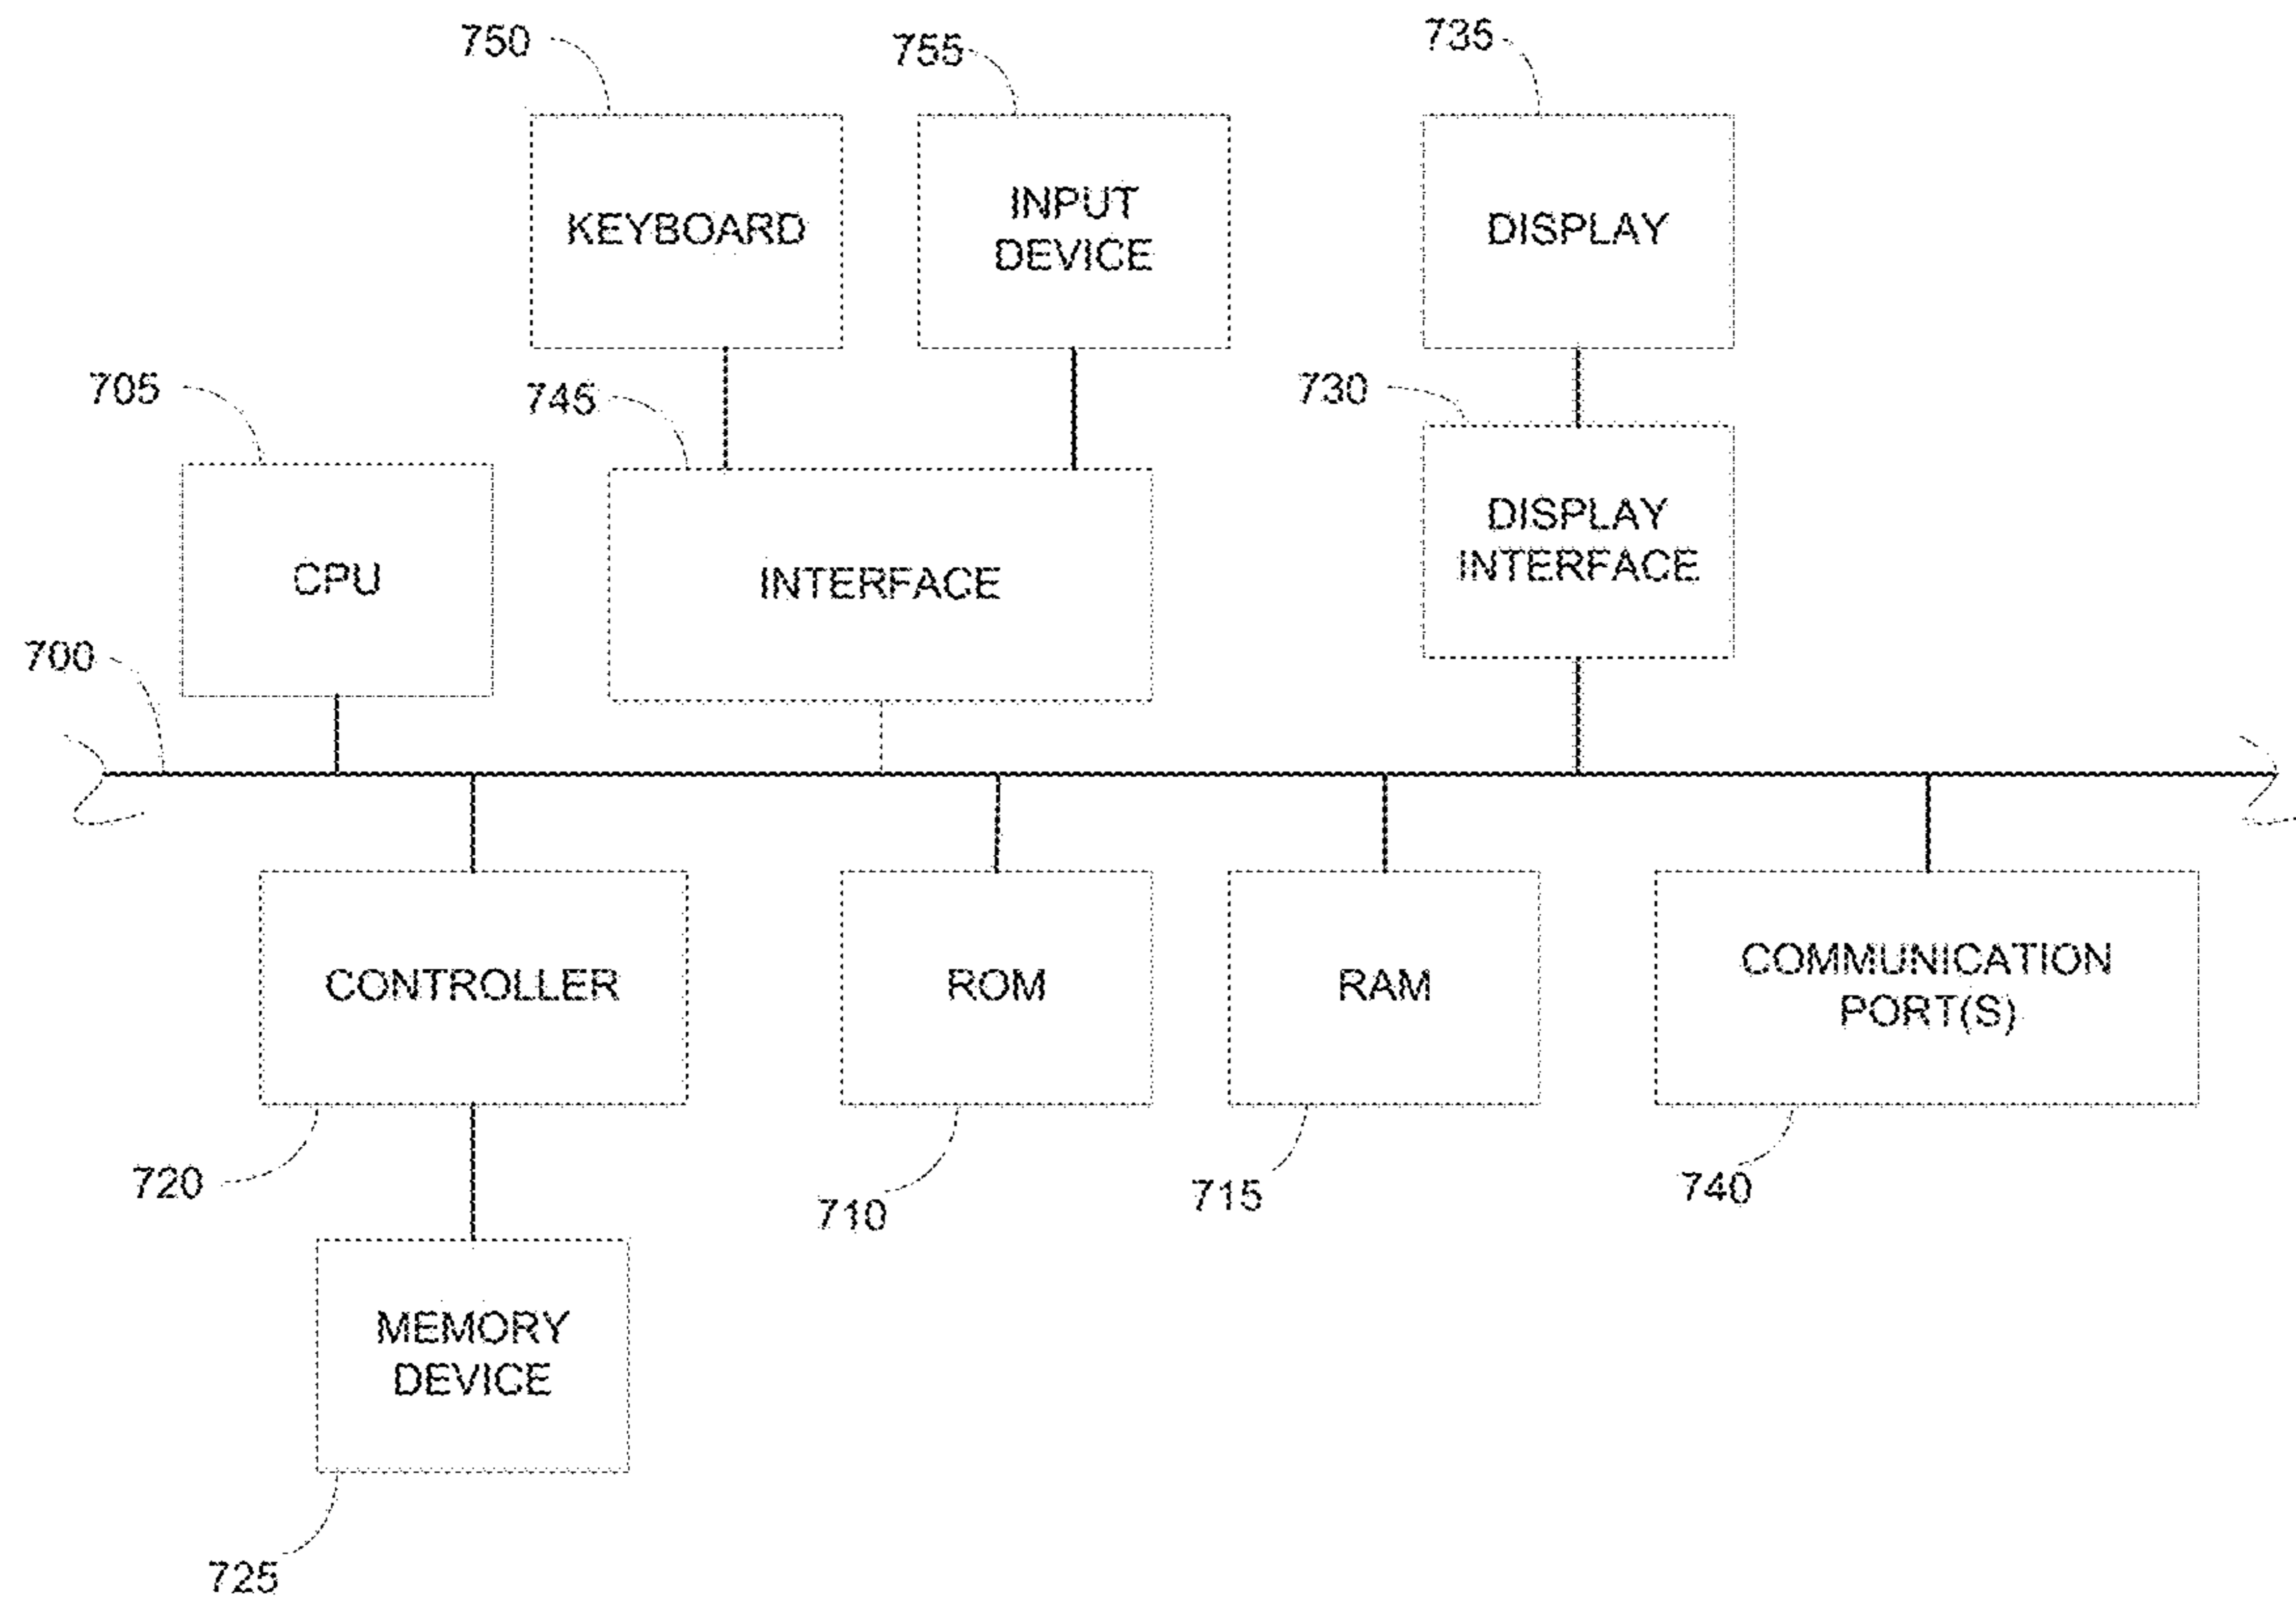 750
755
735
KEYBOARD
INPUT
DEVICE
DISPLAY
705
745
730
CPU
INTERFACE
DISPLAY
INTERFACE
700
CONTROLLER
ROM
RAM
COMMUNICATION
PORT(S)
720
710
715
740
MEMORY
DEVICE
725